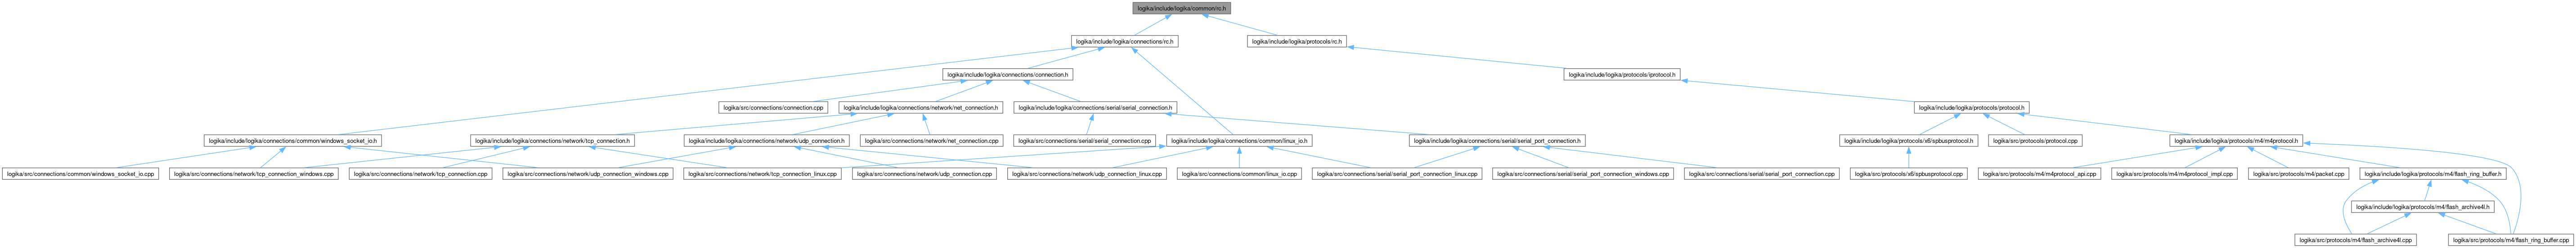 logika/include/logika/common/rc.h
logika/include/logika/connections/rc.h
logika/include/logika/protocols/rc.h
logika/include/logika/connections/connection.h
logika/include/logika/protocols/iprotocol.h
logika/src/connections/connection.cpp
logika/include/logika/connections/network/net_connection.h
logika/include/logika/connections/serial/serial_connection.h
logika/include/logika/protocols/protocol.h
logika/include/logika/connections/common/windows_socket_io.h
logika/include/logika/connections/network/tcp_connection.h
logika/include/logika/connections/network/udp_connection.h
logika/src/connections/network/net_connection.cpp
logika/src/connections/serial/serial_connection.cpp
logika/include/logika/connections/common/linux_io.h
logika/include/logika/connections/serial/serial_port_connection.h
logika/include/logika/protocols/x6/spbusprotocol.h
logika/src/protocols/protocol.cpp
logika/include/logika/protocols/m4/m4protocol.h
logika/src/connections/common/windows_socket_io.cpp
logika/src/connections/network/tcp_connection_windows.cpp
logika/src/connections/network/tcp_connection.cpp
logika/src/connections/network/udp_connection_windows.cpp
logika/src/connections/network/tcp_connection_linux.cpp
logika/src/connections/network/udp_connection.cpp
logika/src/connections/network/udp_connection_linux.cpp
logika/src/connections/common/linux_io.cpp
logika/src/connections/serial/serial_port_connection_linux.cpp
logika/src/connections/serial/serial_port_connection_windows.cpp
logika/src/connections/serial/serial_port_connection.cpp
logika/src/protocols/x6/spbusprotocol.cpp
logika/src/protocols/m4/m4protocol_api.cpp
logika/src/protocols/m4/m4protocol_impl.cpp
logika/src/protocols/m4/packet.cpp
logika/include/logika/protocols/m4/flash_ring_buffer.h
logika/include/logika/protocols/m4/flash_archive4l.h
logika/src/protocols/m4/flash_archive4l.cpp
logika/src/protocols/m4/flash_ring_buffer.cpp